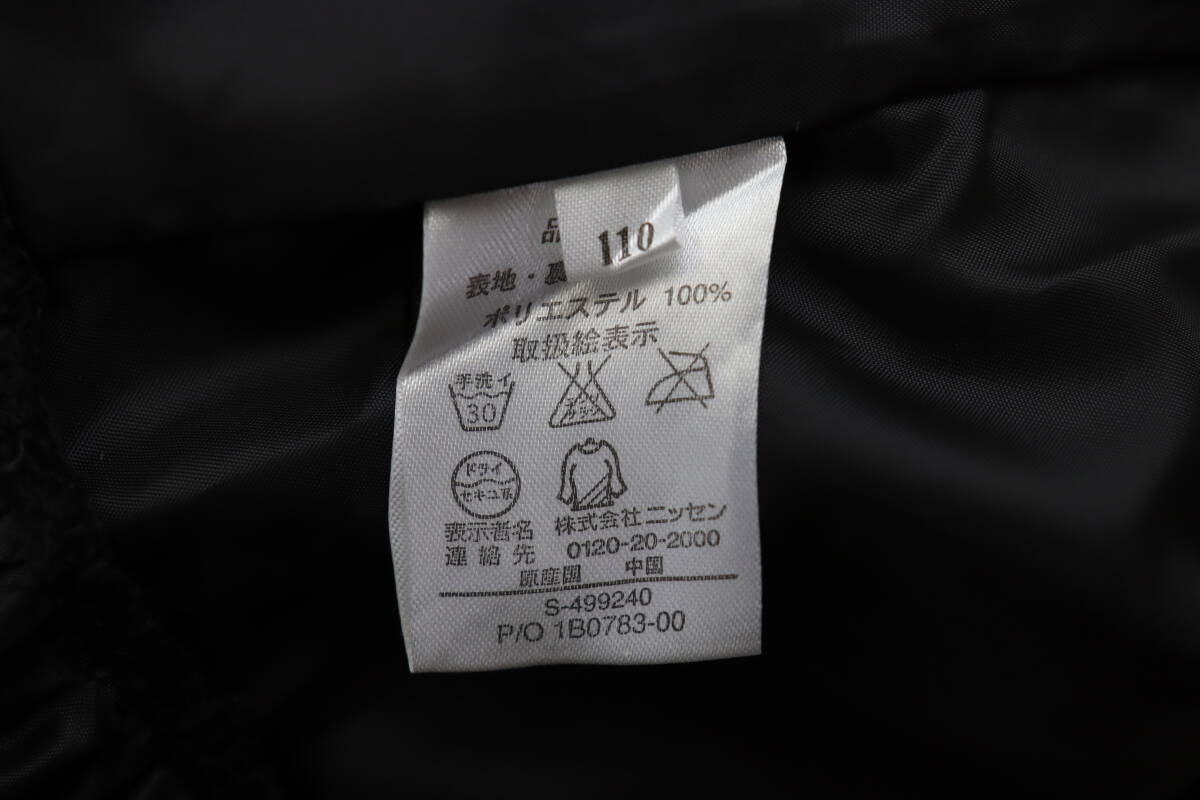 110
品
表地・裏
ポリエステル 100%
取扱絵表示
手洗イ
30
ドライ
セキユ系
表示者名 株式会社 ニッセン
連絡先 0120-20-2000
原産国 中国
S-499240
P/O 1B0783-00